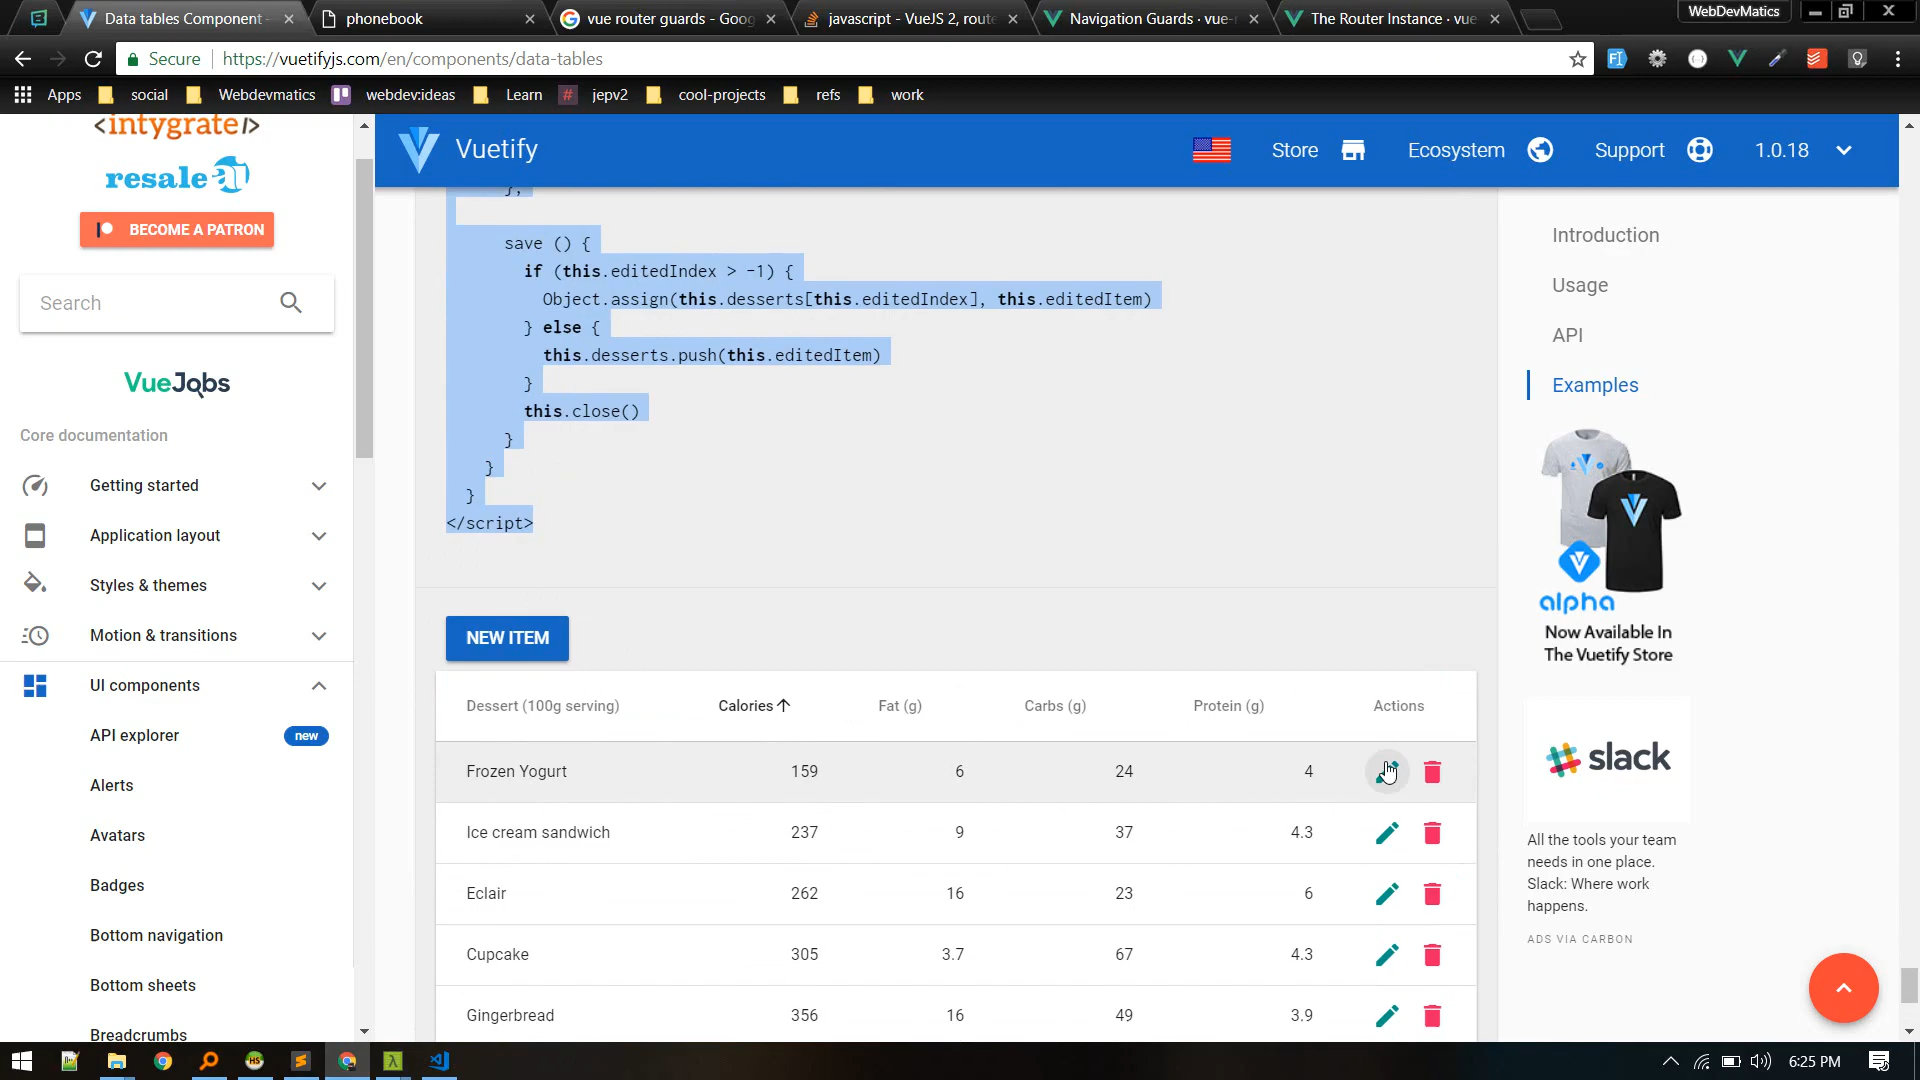 Data tables Component -
phonebook
vue router guards - Goog
javascript - VueJS 2, route
Navigation Guards · vue-r
The Router Instance · vue
WebDevMatics
Secure
https://vuetifyjs.com/en/components/data-tables
Apps
social
Webdevmatics
webdev:ideas
Learn
jepv2
cool-projects
refs
work
<intygrate/>
resale
BECOME A PATRON
Search
VueJobs
Core documentation
Getting started
Application layout
Styles & themes
Motion & transitions
UI components
API explorer
new
Alerts
Avatars
Badges
Bottom navigation
Bottom sheets
Breadcrumbs
Vuetify
Store
Ecosystem
Support
1.0.18
},
save () {
if (this.editedIndex > -1) {
Object.assign(this.desserts[this.editedIndex], this.editedItem)
} else {
this.desserts.push(this.editedItem)
}
this.close()
}
}
}
</script>
NEW ITEM
Dessert (100g serving) Calories Fat (g) Carbs (g) Protein (g) Actions
Frozen Yogurt 159 6 24 4
Ice cream sandwich 237 9 37 4.3
Eclair 262 16 23 6
Cupcake 305 3.7 67 4.3
Gingerbread 356 16 49 3.9
Introduction
Usage
API
Examples
alpha
Now Available In
The Vuetify Store
slack
All the tools your team
needs in one place.
Slack: Where work
happens.
ADS VIA CARBON
6:25 PM